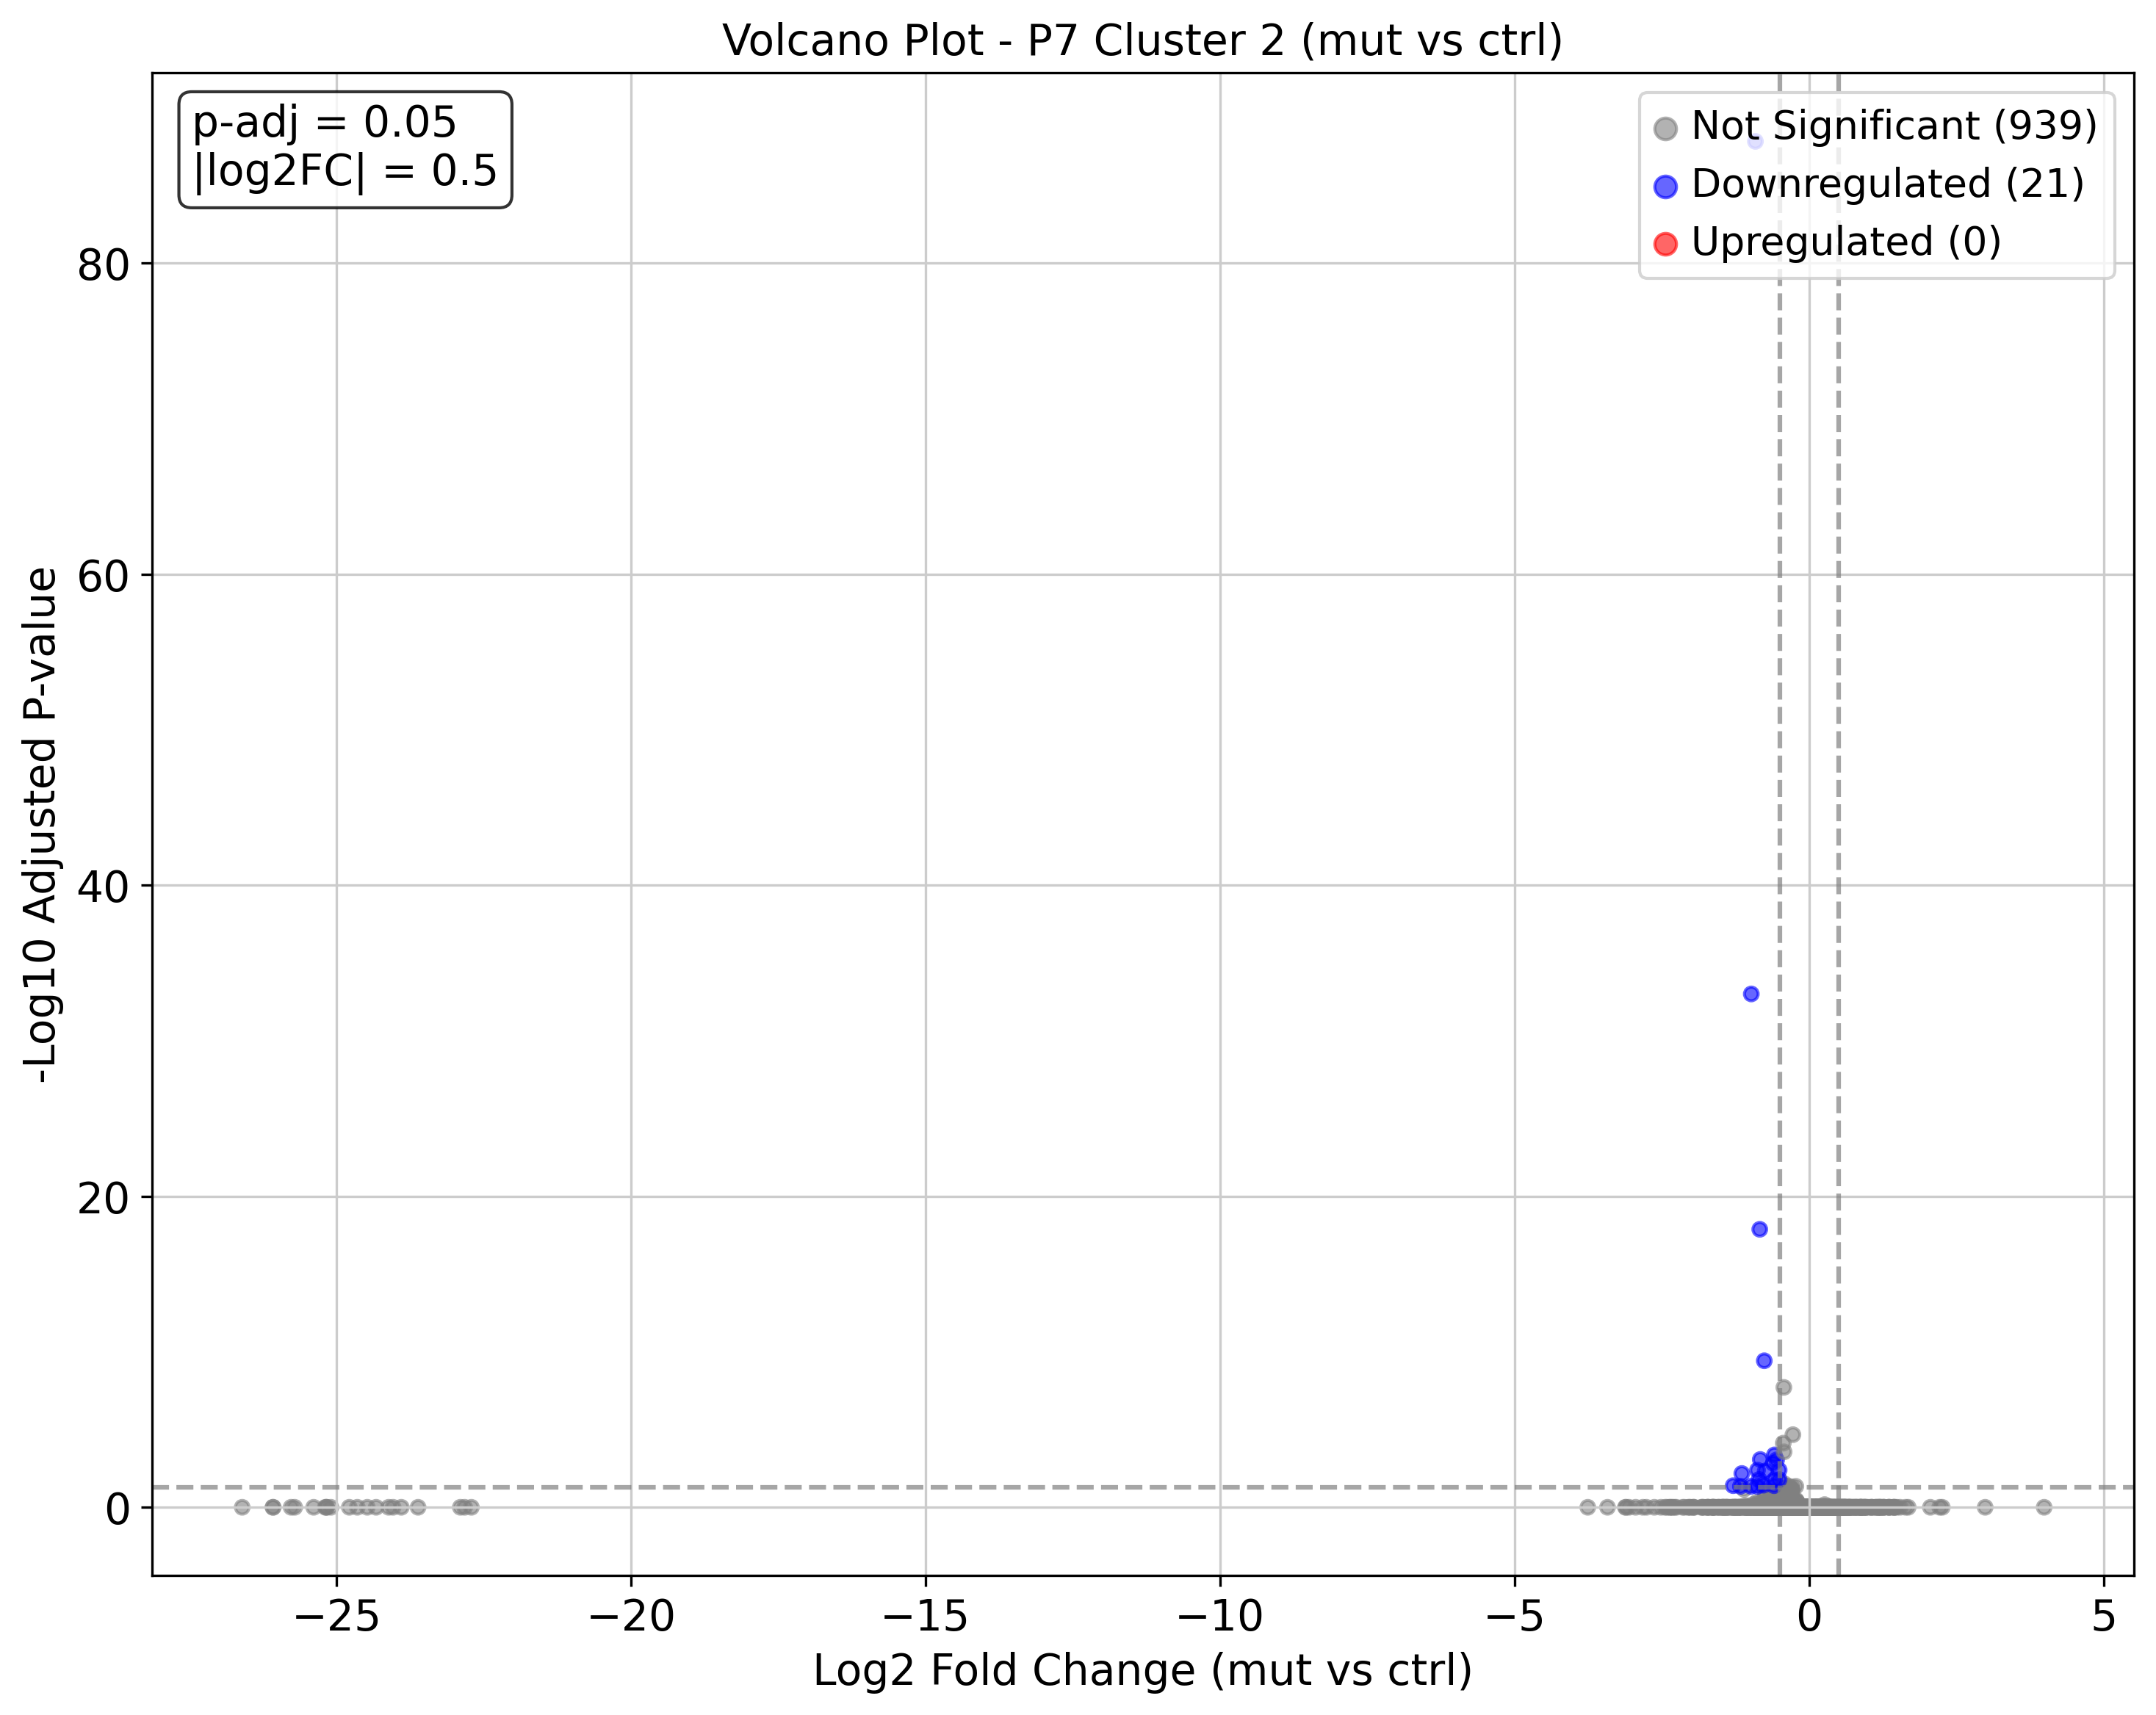 Volcano Plot - P7 Cluster 2 (mut vs ctrl)
p-adj = 0.05
|log2FC| = 0.5
Not Significant (939)
Downregulated (21)
Upregulated (0)
-Log10 Adjusted P-value
80
60
40
20
0
−25
−20
−15
−10
−5
0
5
Log2 Fold Change (mut vs ctrl)